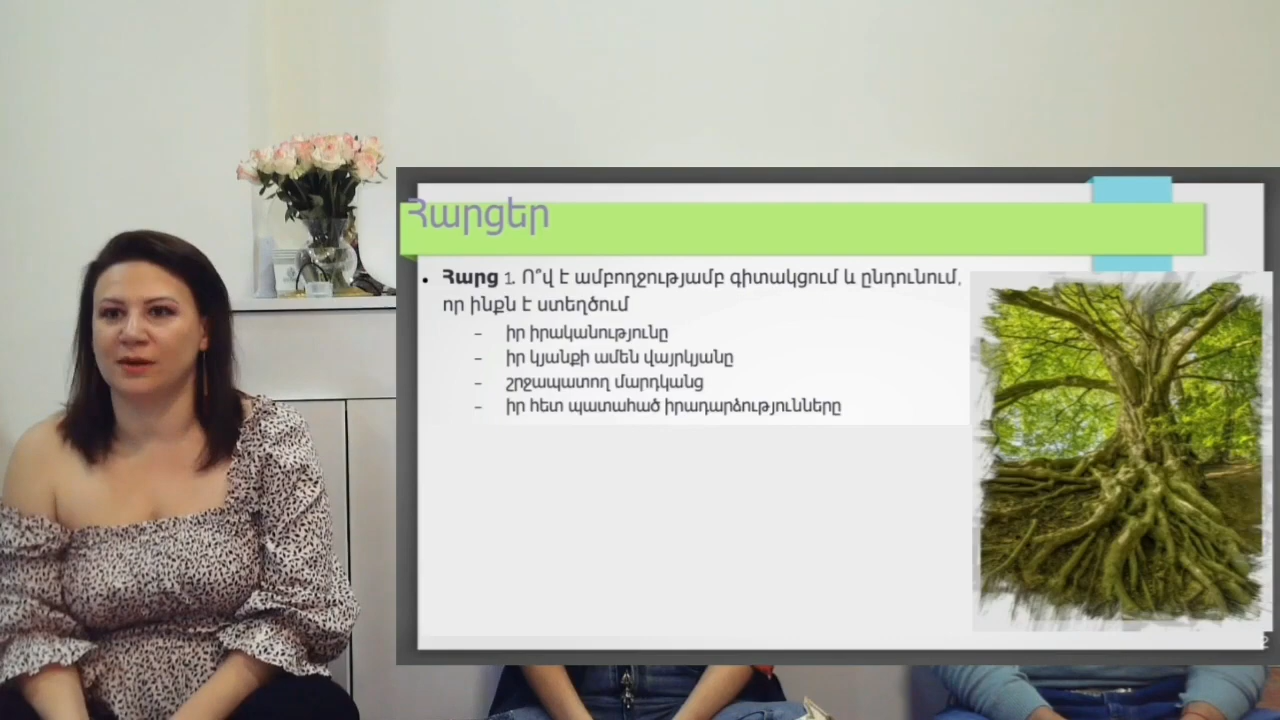 Հարցեր
• Հարց 1. Ո՞վ է ամբողջությամբ գիտակցում և ընդունում,
որ ինքն է ստեղծում
– իր իրականությունը
– իր կյանքի ամեն վայրկյանը
– շրջապատող մարդկանց
– իր հետ պատահած իրադարձությունները
2